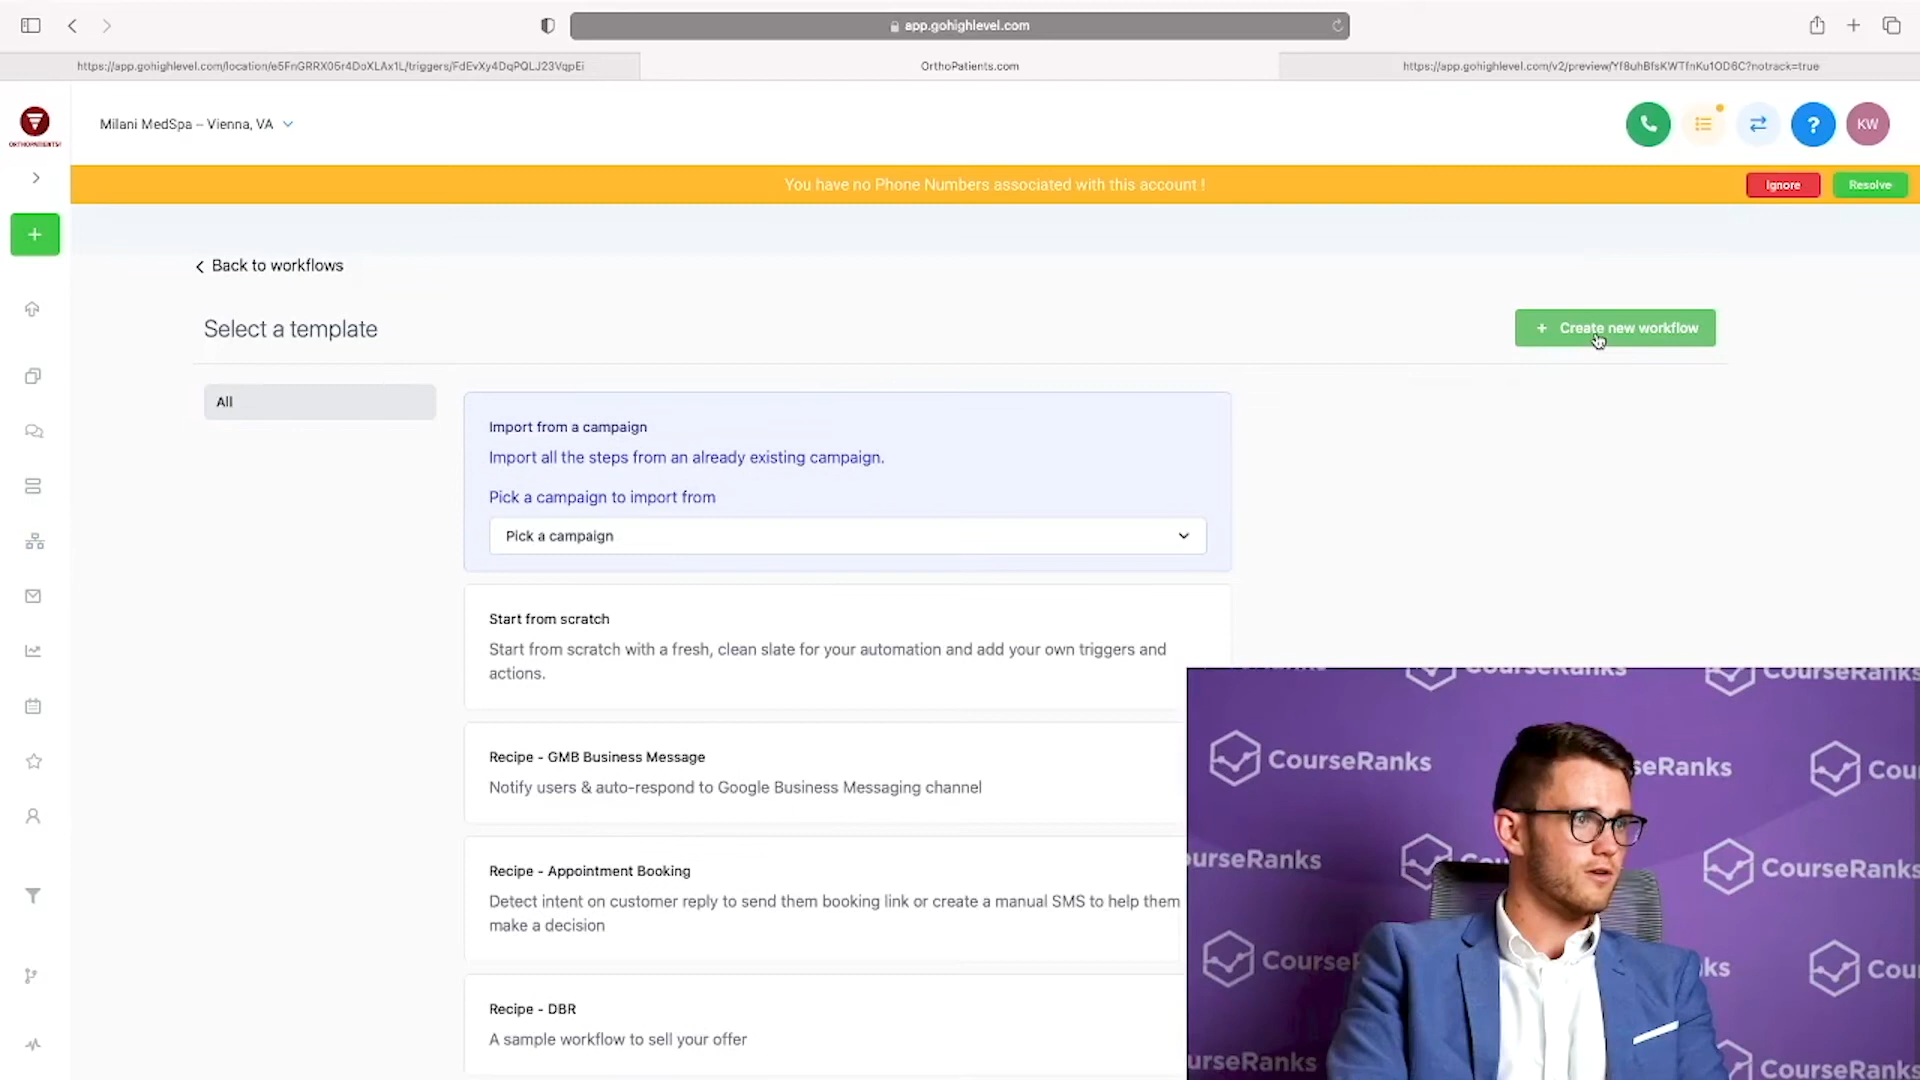 app.gohighlevel.com
https://app.gohighlevel.com/location/e5FnGRRX05r4DoXLAx1L/triggers/FdEvXy4DqPQLJ23VqpEi
OrthoPatients.com
https://app.gohighlevel.com/v2/preview/Yf8uhBfsKWTfnKu1OD6C?notrack=true
ORTHOPATIENTS
Milani MedSpa – Vienna, VA
?
KW
You have no Phone Numbers associated with this account !
Ignore
Resolve
+
Back to workflows
Select a template
+ Create new workflow
All
Import from a campaign
Import all the steps from an already existing campaign.
Pick a campaign to import from
Pick a campaign
Start from scratch
Start from scratch with a fresh, clean slate for your automation and add your own triggers and
actions.
Recipe - GMB Business Message
Notify users & auto-respond to Google Business Messaging channel
Recipe - Appointment Booking
Detect intent on customer reply to send them booking link or create a manual SMS to help them
make a decision
Recipe - DBR
A sample workflow to sell your offer
CourseRanks
CourseRanks
CourseRanks
seRanks
Cou
urseRanks
Cou
CourseRanks
Course
ks
Cou
urseRanks
CourseRanks